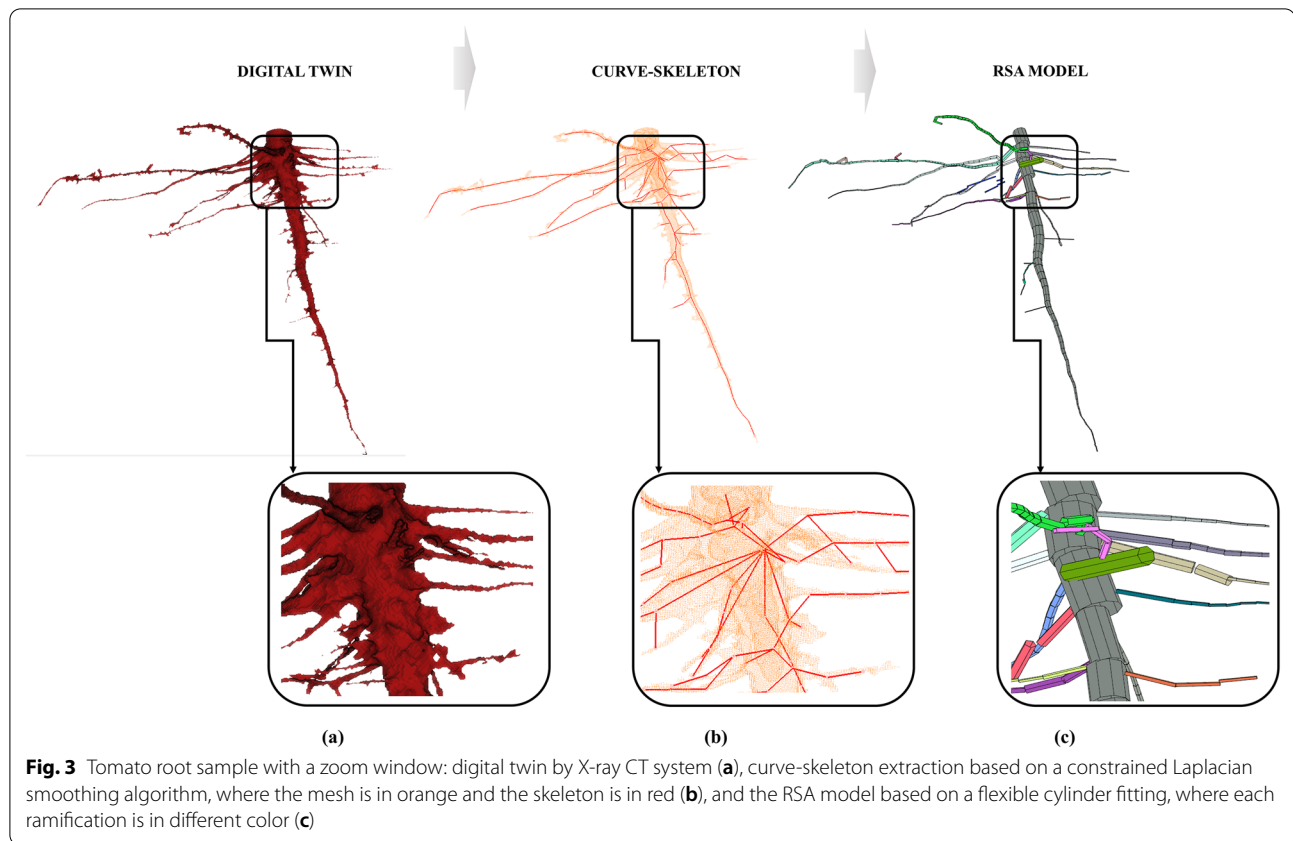 DIGITAL TWIN
CURVE-SKELETON
RSA MODEL
(a)
(b)
(c)
Fig. 3 Tomato root sample with a zoom window: digital twin by X-ray CT system (a), curve-skeleton extraction based on a constrained Laplacian
smoothing algorithm, where the mesh is in orange and the skeleton is in red (b), and the RSA model based on a flexible cylinder fitting, where each
ramification is in different color (c)